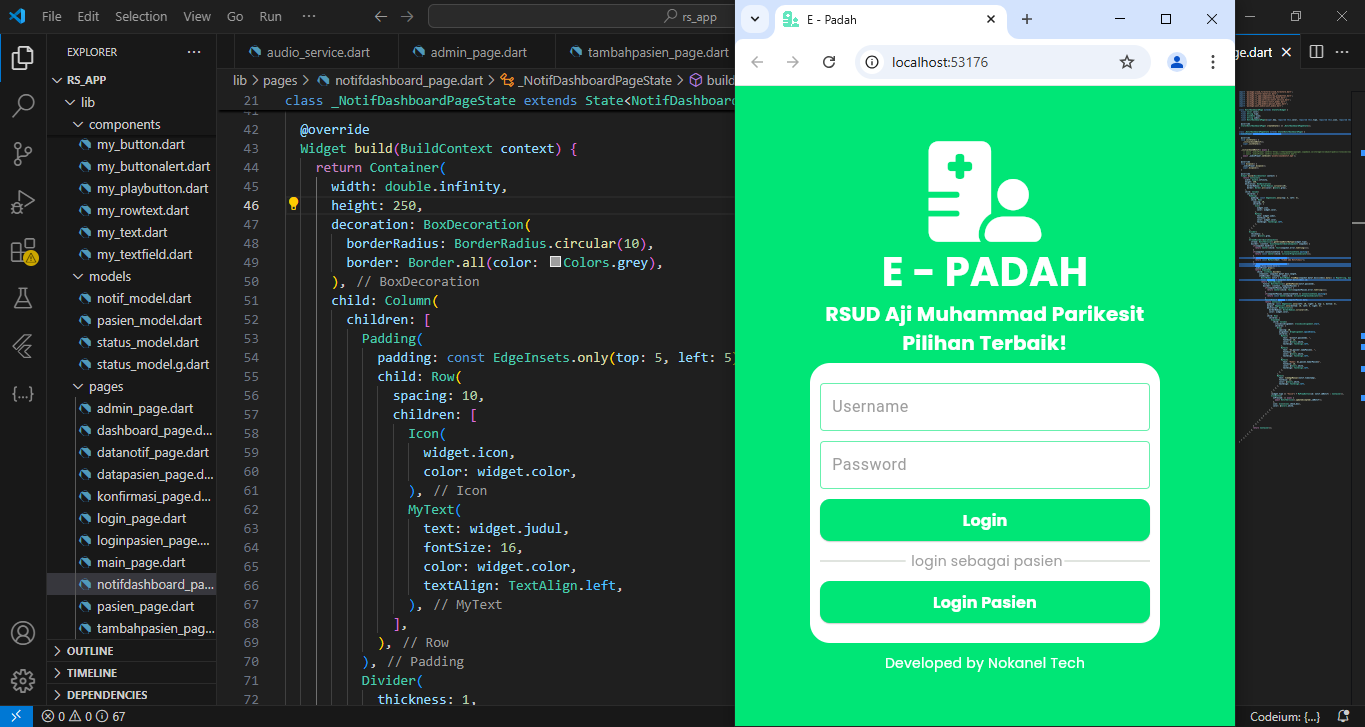 File Edit Selection View Go Run ··· rs_app
EXPLORER ···
RS_APP
lib
components
my_button.dart
my_buttonalert.dart
my_playbutton.dart
my_rowtext.dart
my_text.dart
my_textfield.dart
models
notif_model.dart
pasien_model.dart
status_model.dart
status_model.g.dart
pages
admin_page.dart
dashboard_page.d...
datanotif_page.dart
datapasien_page.d...
konfirmasi_page.d...
login_page.dart
loginpasien_page....
main_page.dart
notifdashboard_pa...
pasien_page.dart
tambahpasien_pag...
OUTLINE
TIMELINE
DEPENDENCIES
audio_service.dart admin_page.dart tambahpasien_page.dart
lib > pages > notifdashboard_page.dart > _NotifDashboardPageState > build
21 class _NotifDashboardPageState extends State<NotifDashboard
41
42 @override
43 Widget build(BuildContext context) {
44 return Container(
45 width: double.infinity,
46 height: 250,
47 decoration: BoxDecoration(
48 borderRadius: BorderRadius.circular(10),
49 border: Border.all(color: Colors.grey),
50 ), // BoxDecoration
51 child: Column(
52 children: [
53 Padding(
54 padding: const EdgeInsets.only(top: 5, left: 5)
55 child: Row(
56 spacing: 10,
57 children: [
58 Icon(
59 widget.icon,
60 color: widget.color,
61 ), // Icon
62 MyText(
63 text: widget.judul,
64 fontSize: 16,
65 color: widget.color,
66 textAlign: TextAlign.left,
67 ), // MyText
68 ],
69 ), // Row
70 ), // Padding
71 Divider(
72 thickness: 1,
0 0 67
E - Padah
localhost:53176
E – PADAH
RSUD Aji Muhammad Parikesit
Pilihan Terbaik!
Username
Password
Login
login sebagai pasien
Login Pasien
Developed by Nokanel Tech
ge.dart
Codeium: {...}